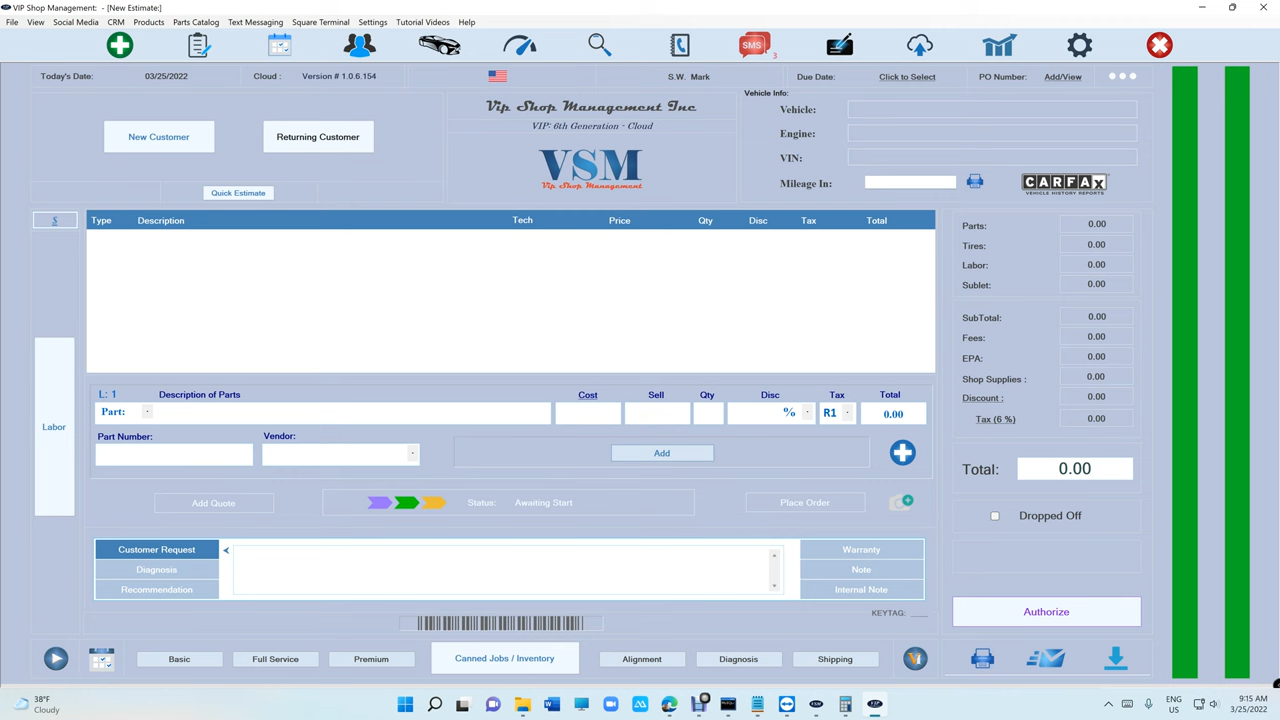 VIP Shop Management: - [New Estimate:]
File View Social Media CRM Products Parts Catalog Text Messaging Square Terminal Settings Tutorial Videos Help
SMS 3
Today's Date: 03/25/2022 Cloud : Version # 1.0.6.154 S.W. Mark Due Date: Click to Select PO Number: Add/View
Vehicle Info:
New Customer Returning Customer
Quick Estimate
Vip Shop Management Inc
VIP: 6th Generation - Cloud
VSM
Vip Shop Management
Vehicle:
Engine:
VIN:
Mileage In:
CARFAX
VEHICLE HISTORY REPORTS
S Type Description Tech Price Qty Disc Tax Total
Labor
Parts: 0.00
Tires: 0.00
Labor: 0.00
Sublet: 0.00
SubTotal: 0.00
Fees: 0.00
EPA: 0.00
Shop Supplies : 0.00
Discount : 0.00
Tax (6 %) 0.00
Total: 0.00
L: 1 Description of Parts Cost Sell Qty Disc Tax Total
Part: % R1 0.00
Part Number: Vendor:
Add
Add Quote Status: Awaiting Start Place Order
Dropped Off
Customer Request Warranty
Diagnosis Note
Recommendation Internal Note
KEYTAG: ___
Authorize
Basic Full Service Premium Canned Jobs / Inventory Alignment Diagnosis Shipping
38°F
Cloudy
ENG
US
9:15 AM
3/25/2022